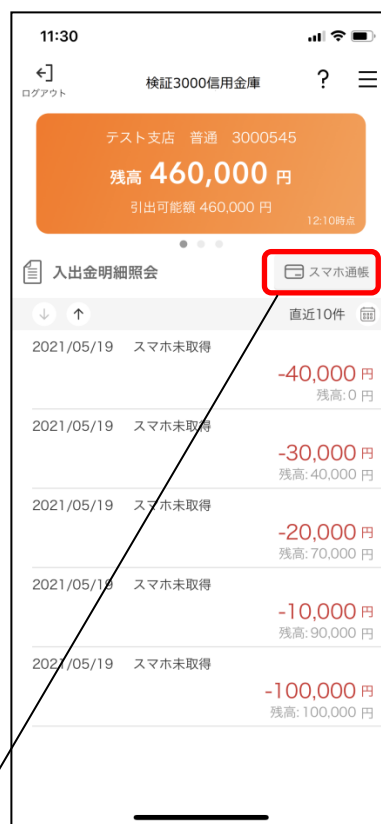 11:30
ログアウト
検証3000信用金庫
?
テスト支店 普通 3000545
残高 460,000 円
引出可能額 460,000 円
12:10時点
入出金明細照会
スマホ通帳
↓ ↑ 直近10件
2021/05/19 スマホ未取得
-40,000 円
残高:0 円
2021/05/19 スマホ未取得
-30,000 円
残高:40,000 円
2021/05/19 スマホ未取得
-20,000 円
残高:70,000 円
2021/05/19 スマホ未取得
-10,000 円
残高:90,000 円
2021/05/19 スマホ未取得
-100,000 円
残高:100,000 円